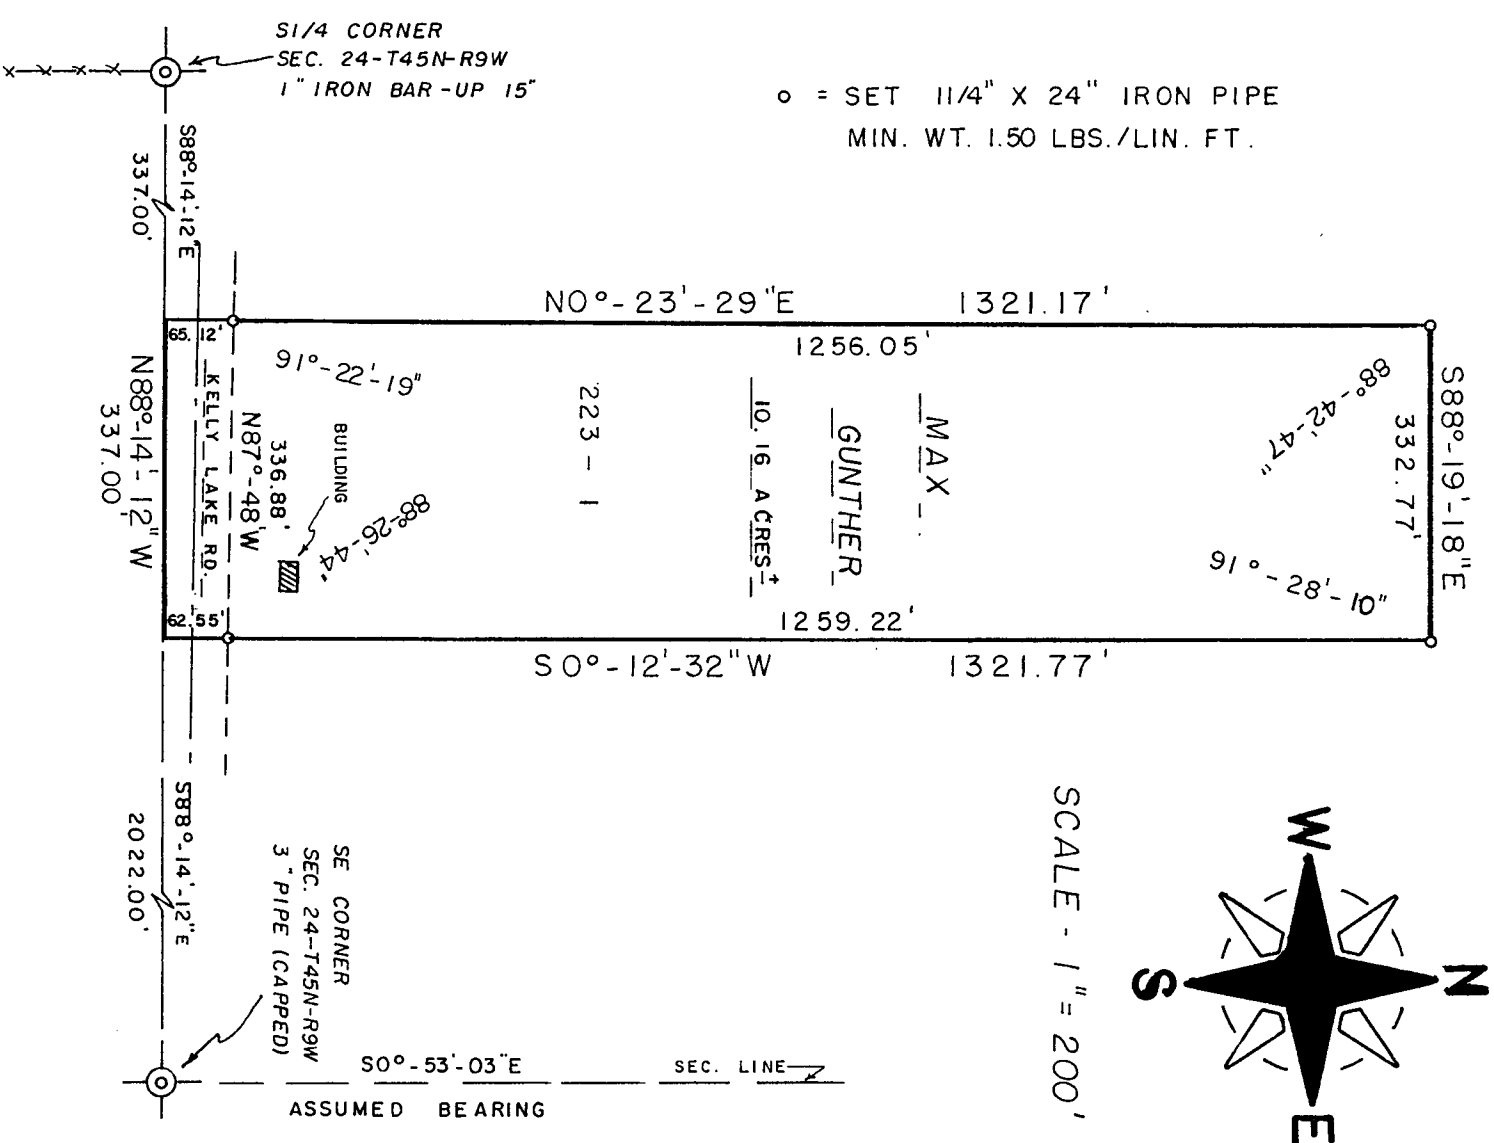 S1/4 CORNER
SEC. 24-T45N-R9W
1" IRON BAR-UP 15"
o = SET 11/4" X 24" IRON PIPE
MIN. WT. 1.50 LBS./LIN. FT.
S88°-14'-12"E
337.00'
N0°-23'-29"E 1321.17'
1256.05'
65.12'
N88°-14'-12"W
337.00'
KELLY LAKE RD.
N87°-48'W
336.88'
91°-22'-19"
BUILDING
88°-26'-44"
223-1
MAX
GUNTHER
10.16 ACRES±
88°-42'-47"
91°-28'-10"
S88°-19'-18"E
332.77'
62.55'
1259.22'
S0°-12'-32"W 1321.77'
S88°-14'-12"E
2022.00'
SE CORNER
SEC. 24-T45N-R9W
3" PIPE (CAPPED)
S0°-53'-03"E SEC. LINE
ASSUMED BEARING
SCALE - 1"= 200'
W
N
S
E